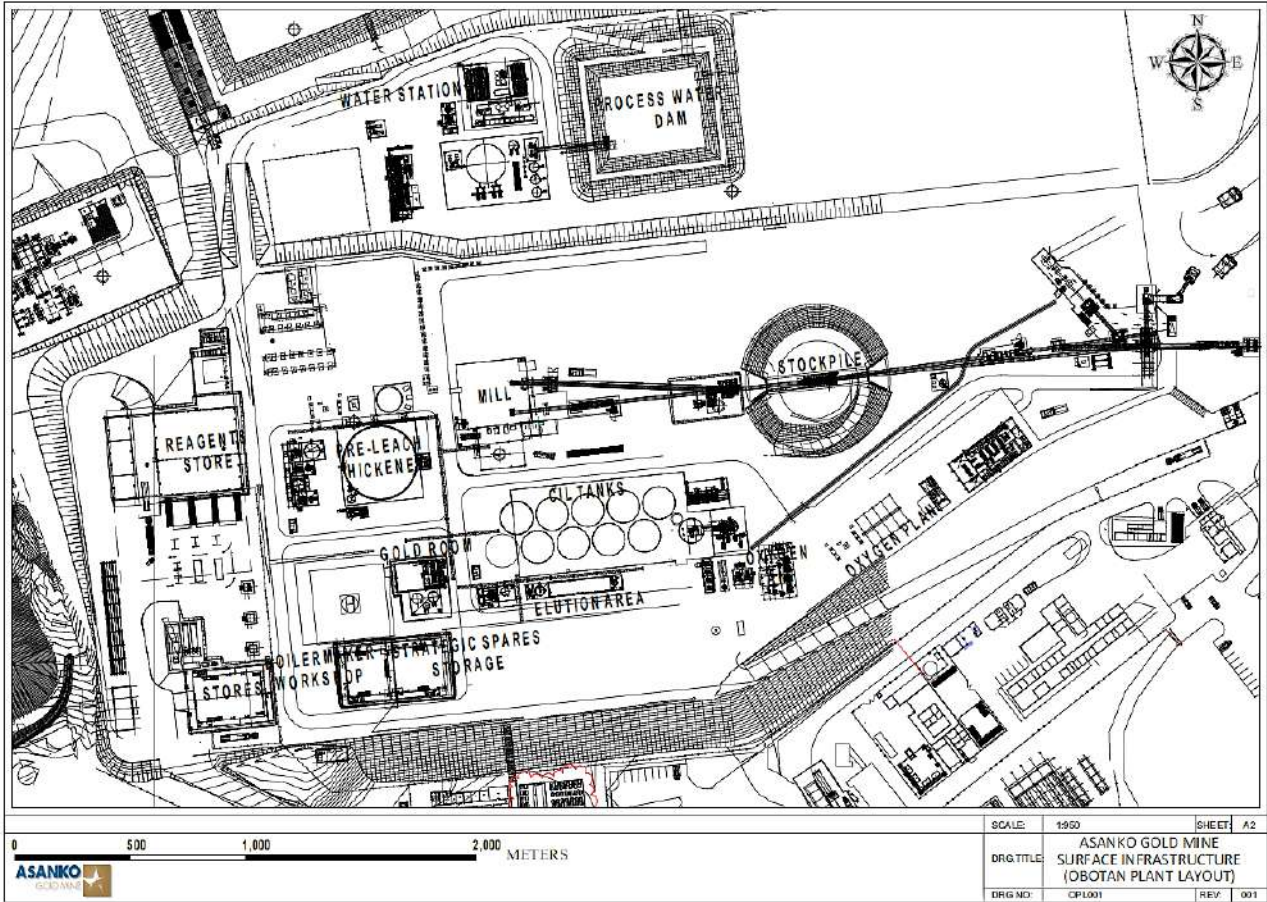 N
W E
S
WATER STATION
PROCESS WATER
DAM
STOCKPILE
MILL
REAGENTS
STORE
PRE-LEACH
THICKENER
CIL TANKS
GOLD ROOM
OXYGEN
OXYGEN PLANT
ELUTION AREA
H
BOILERMAKER'S
WORKSHOP
STRATEGIC SPARES
STORAGE
STORES
0 500 1,000 2,000 METERS
ASANKO
GOLD MINE
SCALE: 1:950 SHEET: A2
DRG.TITLE: ASANKO GOLD MINE
SURFACE INFRASTRUCTURE
(OBOTAN PLANT LAYOUT)
DRG NO: OPL001 REV: 001